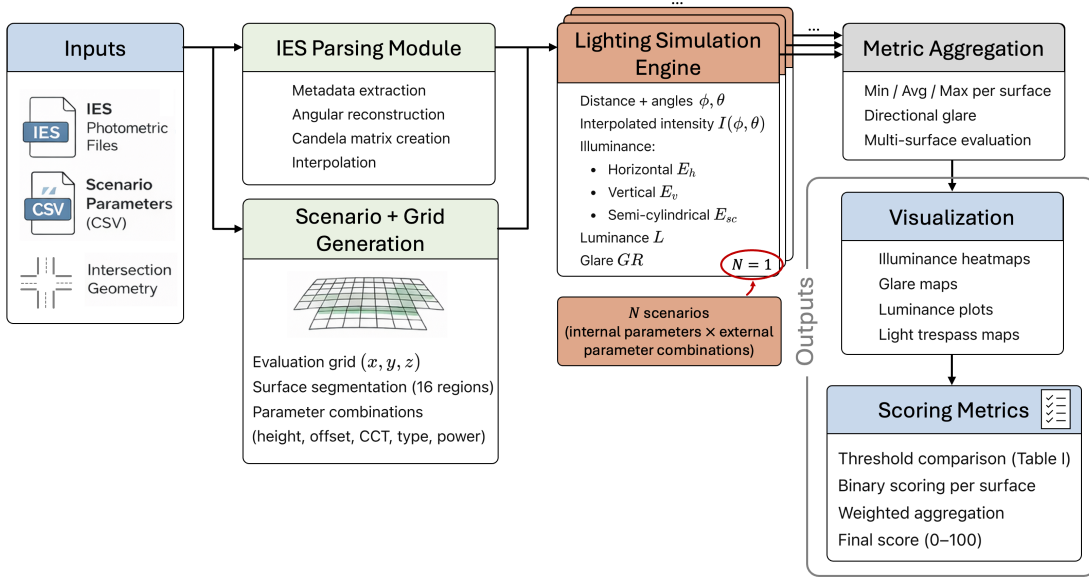 Inputs
IES
IES
Photometric
Files
CSV
Scenario
Parameters
(CSV)
Intersection
Geometry
IES Parsing Module
Metadata extraction
Angular reconstruction
Candela matrix creation
Interpolation
Scenario + Grid
Generation
Evaluation grid (x, y, z)
Surface segmentation (16 regions)
Parameter combinations
(height, offset, CCT, type, power)
...
Lighting Simulation
Engine
Distance + angles ϕ, θ
Interpolated intensity I(ϕ, θ)
Illuminance:
• Horizontal E_h
• Vertical E_v
• Semi-cylindrical E_sc
Luminance L
Glare GR
N = 1
N scenarios
(internal parameters × external
parameter combinations)
...
Metric Aggregation
Min / Avg / Max per surface
Directional glare
Multi-surface evaluation
Outputs
Visualization
Illuminance heatmaps
Glare maps
Luminance plots
Light trespass maps
Scoring Metrics
Threshold comparison (Table I)
Binary scoring per surface
Weighted aggregation
Final score (0–100)